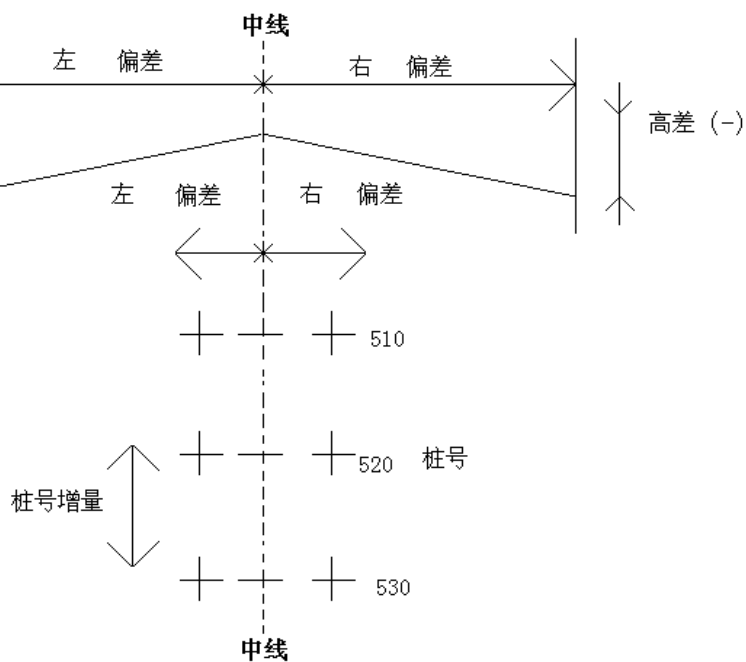 中线
左 偏差
右 偏差
高差 (-)
左 偏差
右 偏差
510
520 桩号
桩号增量
530
中线